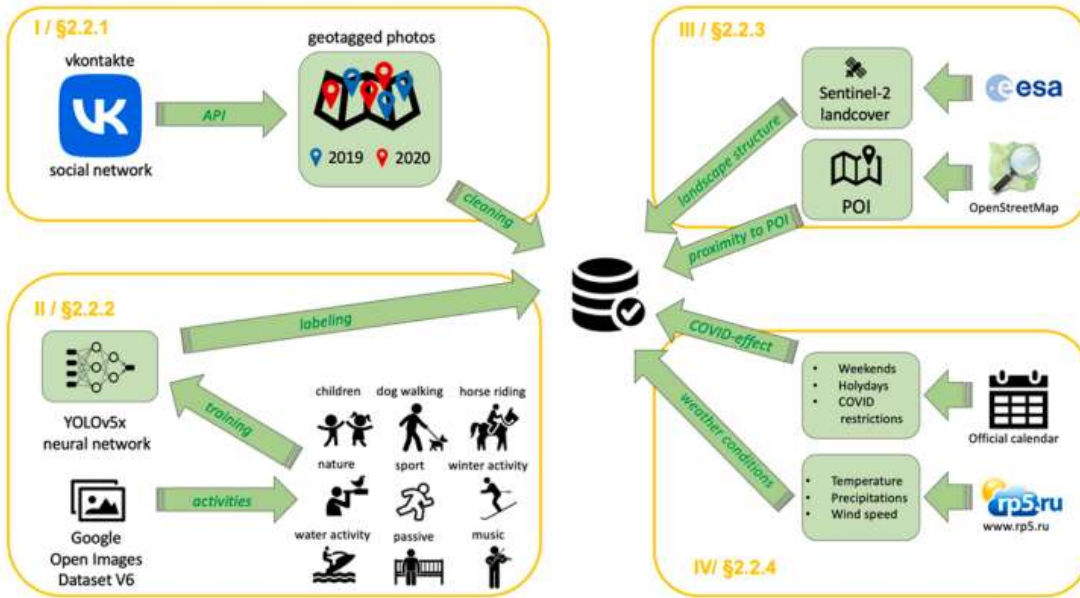 I / §2.2.1
vkontakte
VK
social network
API
geotagged photos
2019 2020
cleaning
II / §2.2.2
labeling
YOLOv5x
neural network
training
Google
Open Images
Dataset V6
activities
children dog walking horse riding
nature sport winter activity
water activity passive music
III / §2.2.3
Sentinel-2
landcover
esa
landscape structure
POI
OpenStreetMap
proximity to POI
COVID-effect
• Weekends
• Holydays
• COVID
restrictions
Official calendar
weather conditions
• Temperature
• Precipitations
• Wind speed
rp5.ru
www.rp5.ru
IV/ §2.2.4